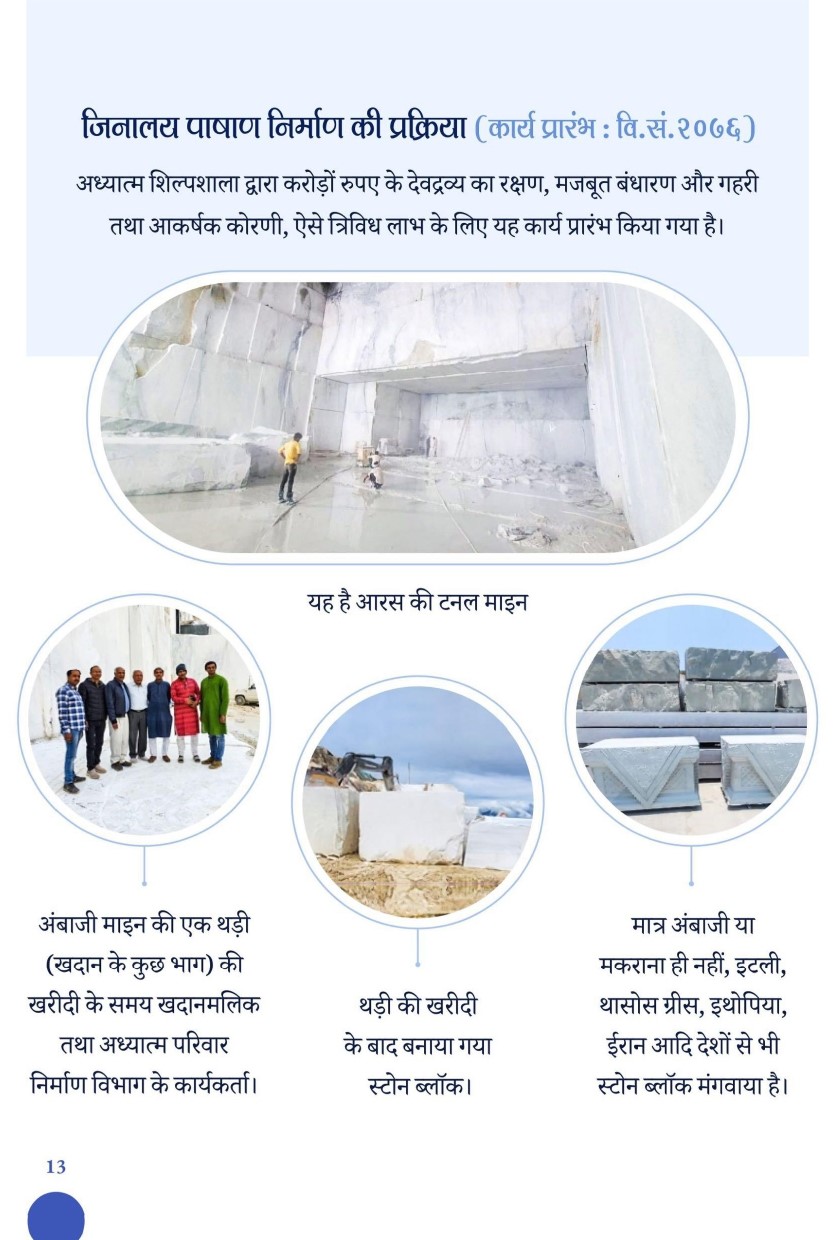 जिनालय पाषाण निर्माण की प्रक्रिया (कार्य प्रारंभ : वि.सं.२०७६)
अध्यात्म शिल्पशाला द्वारा करोड़ों रुपए के देवद्रव्य का रक्षण, मजबूत बंधारण और गहरी
तथा आकर्षक कोरणी, ऐसे त्रिविध लाभ के लिए यह कार्य प्रारंभ किया गया है।
यह है आरस की टनल माइन
अंबाजी माइन की एक थड़ी
(खदान के कुछ भाग) की
खरीदी के समय खदानमलिक
तथा अध्यात्म परिवार
निर्माण विभाग के कार्यकर्ता।
थड़ी की खरीदी
के बाद बनाया गया
स्टोन ब्लॉक।
मात्र अंबाजी या
मकराना ही नहीं, इटली,
थासोस ग्रीस, इथोपिया,
ईरान आदि देशों से भी
स्टोन ब्लॉक मंगवाया है।
13